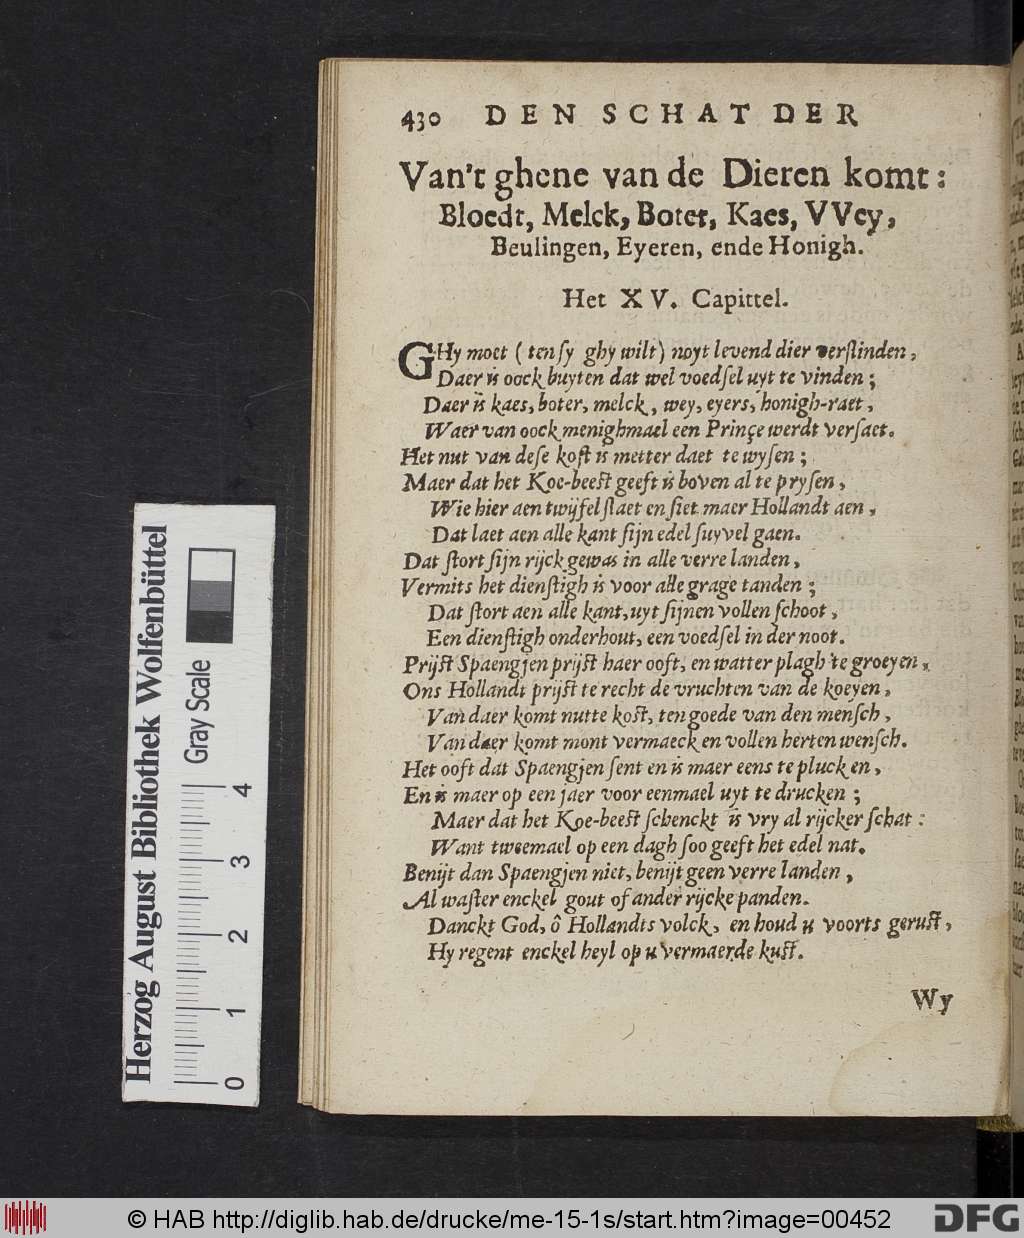 430 DEN SCHAT DER
Van't ghene van de Dieren komt:
Bloedt, Melck, Boter, Kaes, VVey,
Beulingen, Eyeren, ende Honigh.
Het XV. Capittel.
GHy moet (ten sy ghy wilt) noyt levend dier verslinden,
Daer is oock buyten dat wel voedsel uyt te vinden;
Daer is kaes, boter, melck, wey, eyers, honigh-raet,
Waer van oock menighmael een Prinçe werdt versaet.
Het nut van dese kost is metter daet te wysen;
Maer dat het Koe-beest geeft is boven al te prysen,
Wie hier aen twijfel slaet en siet maer Hollandt aen,
Dat laet aen alle kant sijn edel suyvel gaen.
Dat stort sijn rijck gewas in alle verre landen,
Vermits het dienstigh is voor alle grage tanden;
Dat stort aen alle kant, uyt sijnen vollen schoot,
Een dienstigh onderhout, een voedsel in der noot.
Prijst Spaengjen prijst haer ooft, en watter plagh te groeyen,
Ons Hollandt prijst te recht de vruchten van de koeyen,
Van daer komt nutte kost, ten goede van den mensch,
Van daer komt mont vermaeck en vollen herten wensch.
Het ooft dat Spaengjen sent en is maer eens te plucken,
En is maer op een jaer voor eenmael uyt te drucken;
Maer dat het Koe-beest schenckt is vry al rijcker schat:
Want tweemael op een dagh soo geeft het edel nat.
Benijt dan Spaengjen niet, benijt geen verre landen,
Al waster enckel gout of ander rijcke panden.
Danckt God, ô Hollandts volck, en houd u voorts gerust,
Hy regent enckel heyl op u vermaerde kust.
Wy
Herzog August Bibliothek Wolfenbüttel
Gray Scale
0 1 2 3 4
© HAB http://diglib.hab.de/drucke/me-15-1s/start.htm?image=00452
DFG